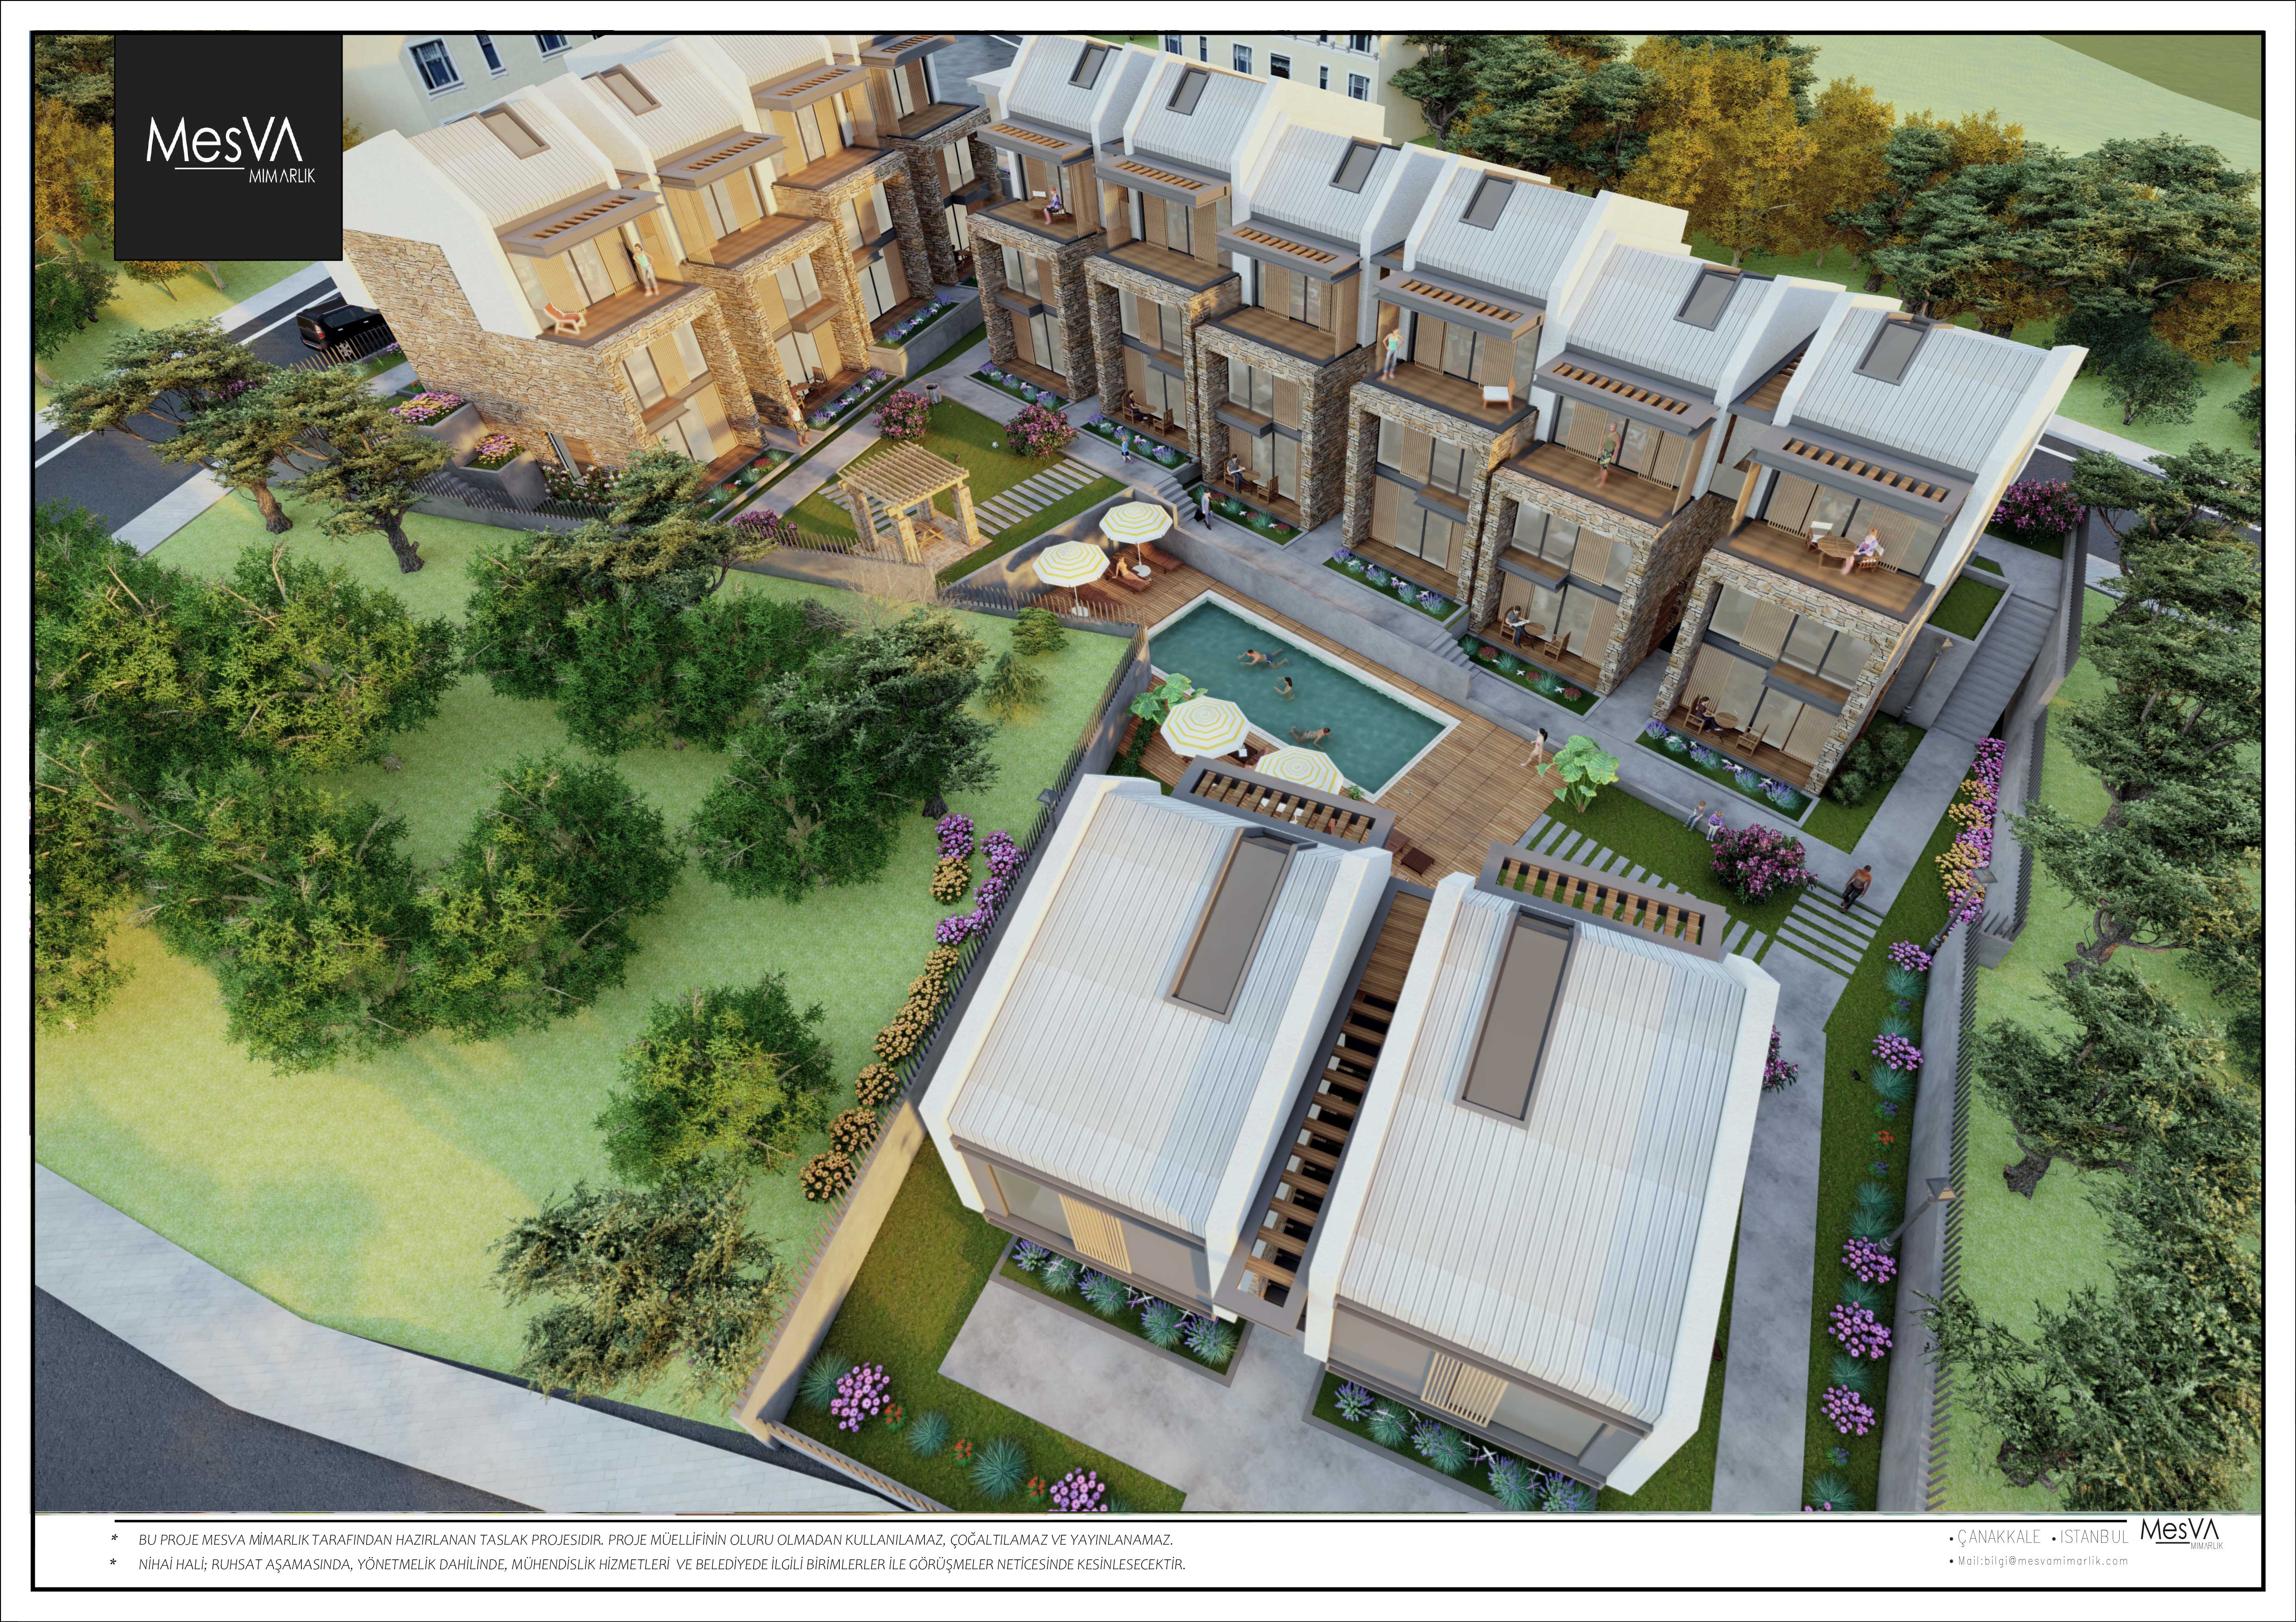 MesVA
MIMARLIK
* BU PROJE MESVA MİMARLIK TARAFINDAN HAZIRLANAN TASLAK PROJESIDIR. PROJE MÜELLİFİNİN OLURU OLMADAN KULLANILAMAZ, ÇOĞALTILAMAZ VE YAYINLANAMAZ.
* NİHAİ HALİ; RUHSAT AŞAMASINDA, YÖNETMELİK DAHİLİNDE, MÜHENDİSLİK HİZMETLERİ VE BELEDİYEDE İLGİLİ BİRİMLERLER İLE GÖRÜŞMELER NETİCESİNDE KESİNLESECEKTİR.
• ÇANAKKALE • ISTANBUL
• Mail:bilgi@mesvamimarlik.com
MesVA
MIMARLIK